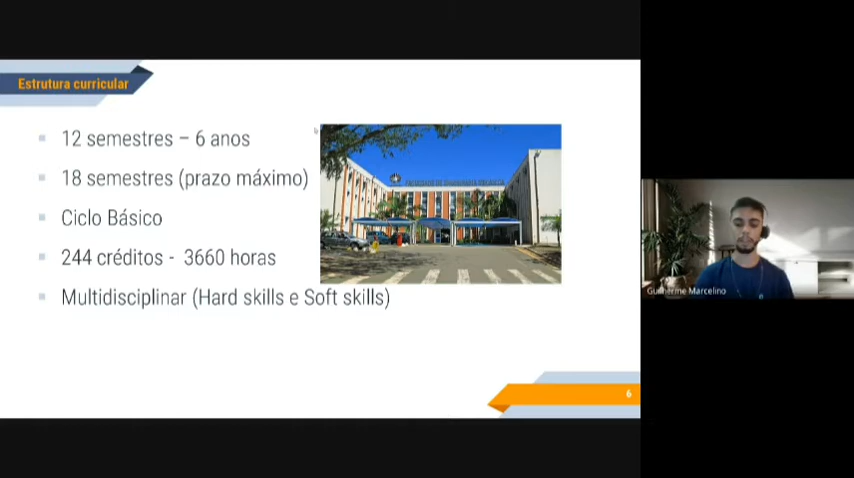 Estrutura curricular
12 semestres – 6 anos
18 semestres (prazo máximo)
Ciclo Básico
244 créditos - 3660 horas
Multidisciplinar (Hard skills e Soft skills)
6
Guilherme Marcelino